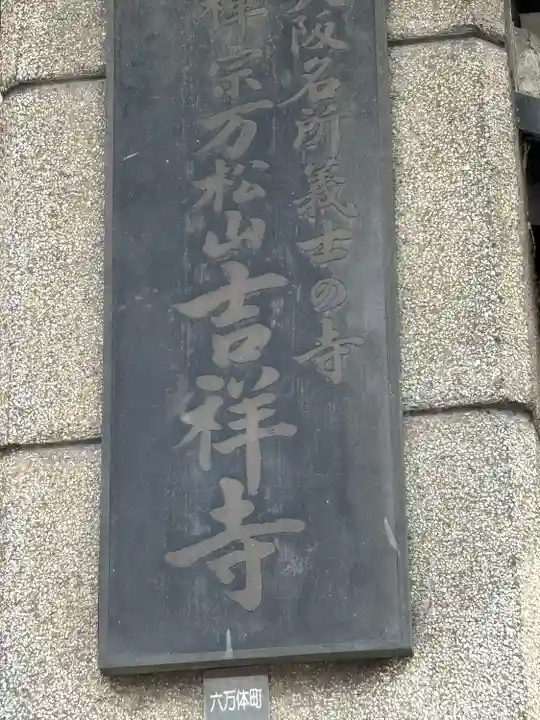 大阪名所義士の寺
禅宗万松山吉祥寺
六万体町